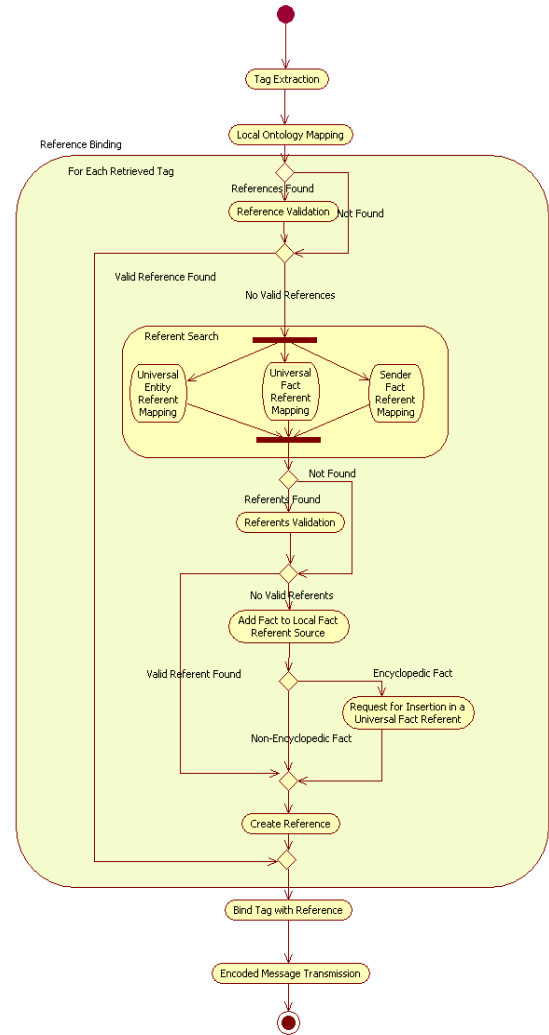 Tag Extraction
Local Ontology Mapping
Reference Binding
For Each Retrieved Tag
References Found
Reference Validation
Not Found
Valid Reference Found
No Valid References
Referent Search
Universal
Entity
Referent
Mapping
Universal
Fact
Referent
Mapping
Sender
Fact
Referent
Mapping
Not Found
Referents Found
Referents Validation
No Valid Referents
Add Fact to Local Fact
Referent Source
Valid Referent Found
Encyclopedic Fact
Request for Insertion in a
Universal Fact Referent
Non-Encyclopedic Fact
Create Reference
Bind Tag with Reference
Encoded Message Transmission